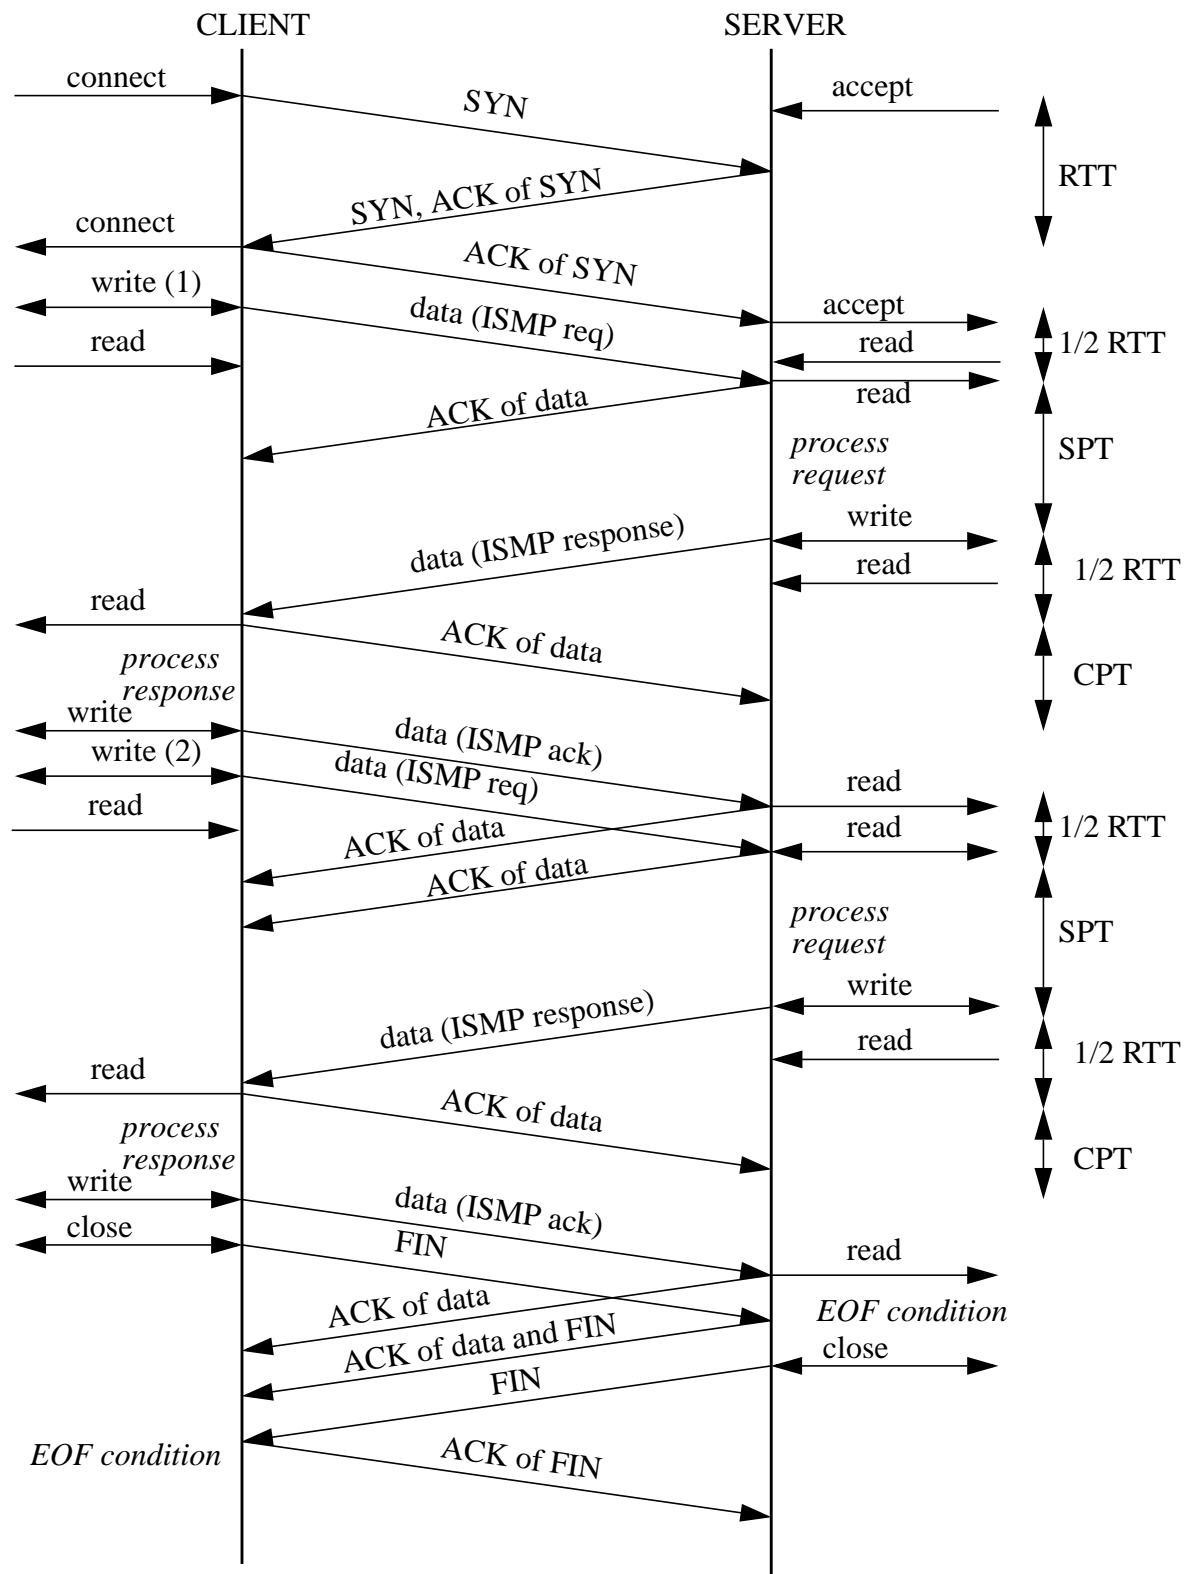 CLIENT
SERVER
connect
SYN
accept
RTT
SYN, ACK of SYN
connect
ACK of SYN
write (1)
data (ISMP req)
accept
read
read
1/2 RTT
read
ACK of data
process
request
SPT
write
data (ISMP response)
read
1/2 RTT
read
ACK of data
process
response
CPT
write
data (ISMP ack)
write (2)
data (ISMP req)
read
read
ACK of data
read
1/2 RTT
ACK of data
process
request
SPT
write
data (ISMP response)
read
1/2 RTT
read
ACK of data
process
response
CPT
write
data (ISMP ack)
close
FIN
read
ACK of data
EOF condition
ACK of data and FIN
close
FIN
EOF condition
ACK of FIN